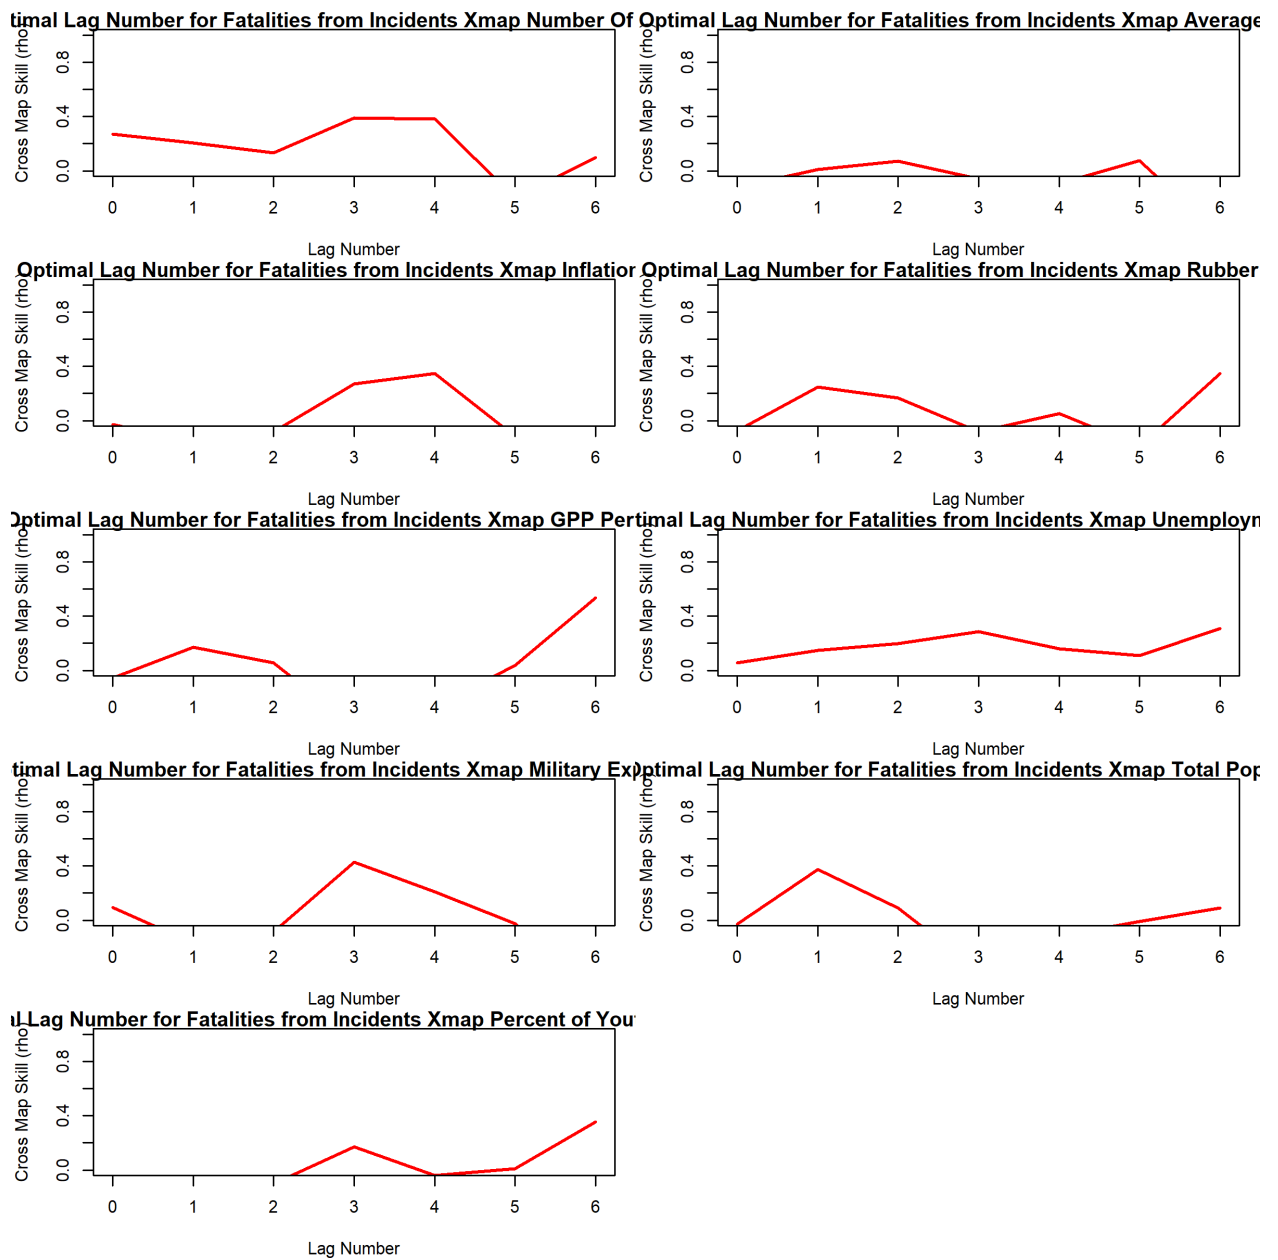 timal Lag Number for Fatalities from Incidents Xmap Number Of
Optimal Lag Number for Fatalities from Incidents Xmap Average
Cross Map Skill (rho)
0.0 0.4 0.8
0 1 2 3 4 5 6
Lag Number
Cross Map Skill (rho)
0.0 0.4 0.8
0 1 2 3 4 5 6
Lag Number
Optimal Lag Number for Fatalities from Incidents Xmap Inflation
Optimal Lag Number for Fatalities from Incidents Xmap Rubber
Cross Map Skill (rho)
0.0 0.4 0.8
0 1 2 3 4 5 6
Lag Number
Cross Map Skill (rho)
0.0 0.4 0.8
0 1 2 3 4 5 6
Lag Number
Optimal Lag Number for Fatalities from Incidents Xmap GPP Per
timal Lag Number for Fatalities from Incidents Xmap Unemployn
Cross Map Skill (rho)
0.0 0.4 0.8
0 1 2 3 4 5 6
Lag Number
Cross Map Skill (rho)
0.0 0.4 0.8
0 1 2 3 4 5 6
Lag Number
timal Lag Number for Fatalities from Incidents Xmap Military Exp
Optimal Lag Number for Fatalities from Incidents Xmap Total Pop
Cross Map Skill (rho)
0.0 0.4 0.8
0 1 2 3 4 5 6
Lag Number
Cross Map Skill (rho)
0.0 0.4 0.8
0 1 2 3 4 5 6
Lag Number
al Lag Number for Fatalities from Incidents Xmap Percent of You
Cross Map Skill (rho)
0.0 0.4 0.8
0 1 2 3 4 5 6
Lag Number